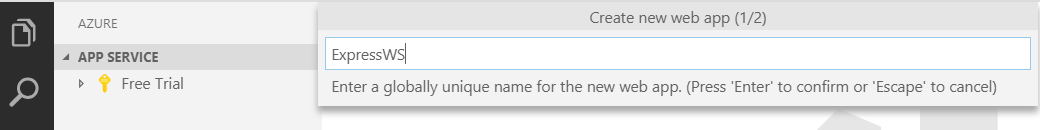 AZURE
APP SERVICE
Free Trial
Create new web app (1/2)
ExpressWS
Enter a globally unique name for the new web app. (Press 'Enter' to confirm or 'Escape' to cancel)